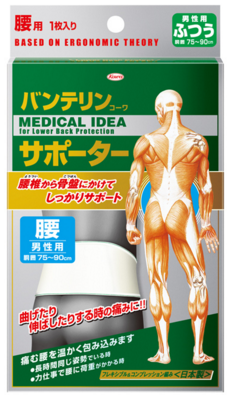 腰用 1枚入り
BASED ON ERGONOMIC THEORY
Kowa
男性用
ふつう
胴囲 75〜90cm
バンテリンコーワ
MEDICAL IDEA
for Lower Back Protection
サポーター
腰椎から骨盤にかけて
しっかりサポート
腰
男性用
胴囲 75〜90cm
曲げたり
伸ばしたりする時の痛みに!!
痛む腰を温かく包み込みます
●長時間同じ姿勢でいる時
●力仕事で腰に荷重がかかる時
フレキシブル&コンプレッション編み <日本製>